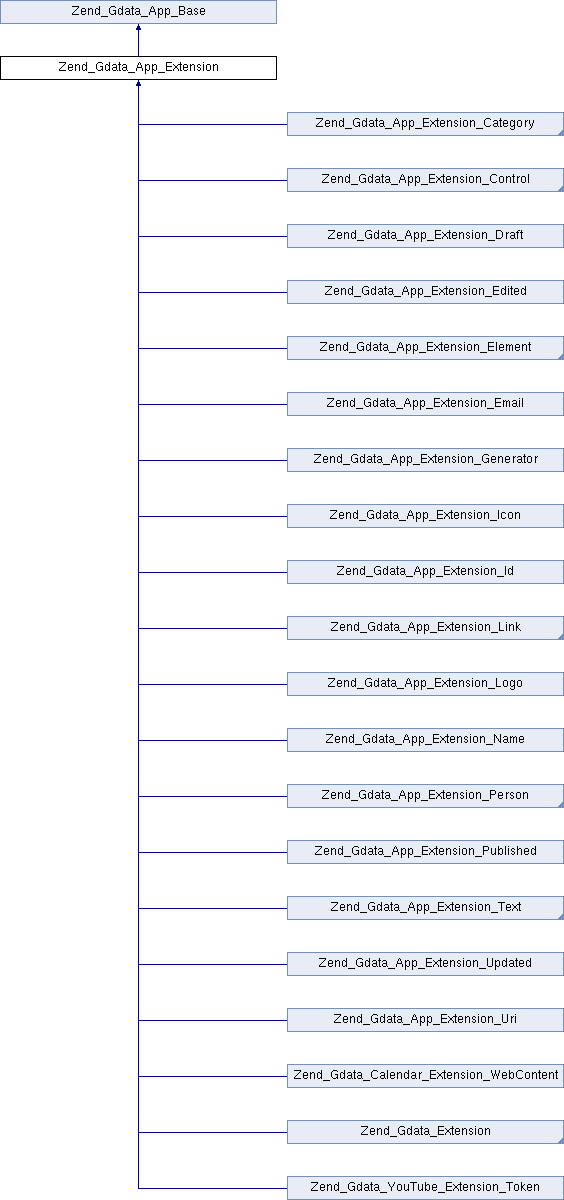 Zend_Gdata_App_Base
Zend_Gdata_App_Extension
Zend_Gdata_App_Extension_Category
Zend_Gdata_App_Extension_Control
Zend_Gdata_App_Extension_Draft
Zend_Gdata_App_Extension_Edited
Zend_Gdata_App_Extension_Element
Zend_Gdata_App_Extension_Email
Zend_Gdata_App_Extension_Generator
Zend_Gdata_App_Extension_Icon
Zend_Gdata_App_Extension_Id
Zend_Gdata_App_Extension_Link
Zend_Gdata_App_Extension_Logo
Zend_Gdata_App_Extension_Name
Zend_Gdata_App_Extension_Person
Zend_Gdata_App_Extension_Published
Zend_Gdata_App_Extension_Text
Zend_Gdata_App_Extension_Updated
Zend_Gdata_App_Extension_Uri
Zend_Gdata_Calendar_Extension_WebContent
Zend_Gdata_Extension
Zend_Gdata_YouTube_Extension_Token